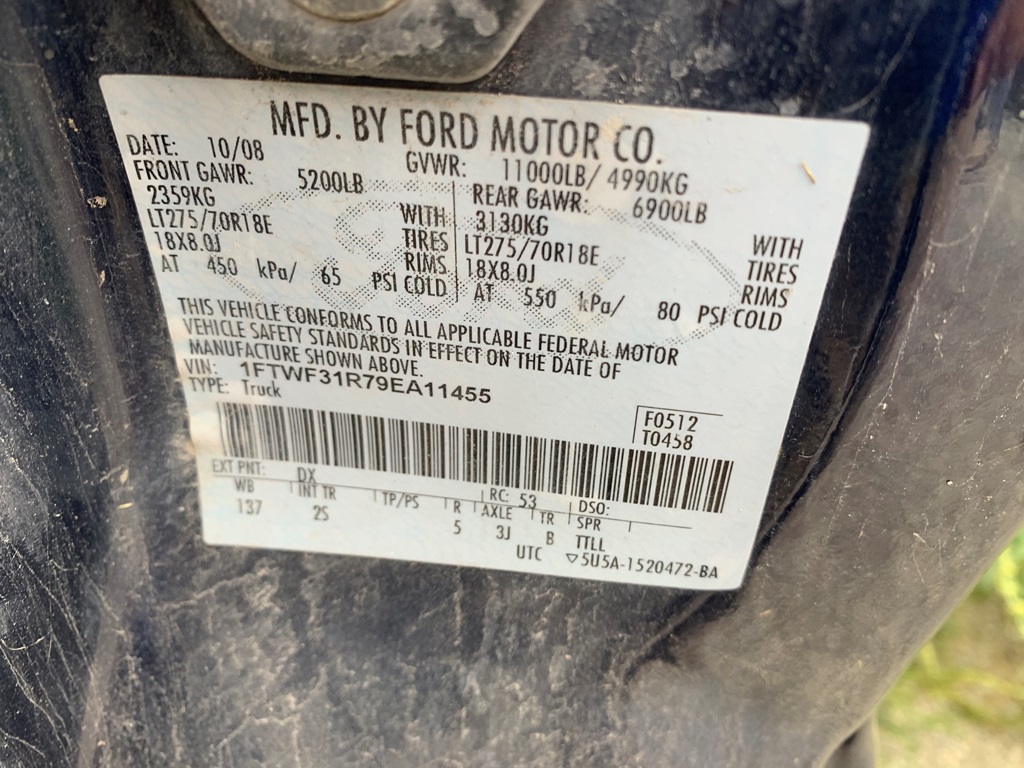 MFD. BY FORD MOTOR CO.
DATE: 10/08 GVWR: 11000LB/ 4990KG
FRONT GAWR: 5200LB REAR GAWR: 6900LB
2359KG WITH 3130KG WITH
LT275/70R18E TIRES LT275/70R18E TIRES
18X8.0J RIMS 18X8.0J RIMS
AT 450 kPa/ 65 PSI COLD AT 550 kPa/ 80 PSI COLD
THIS VEHICLE CONFORMS TO ALL APPLICABLE FEDERAL MOTOR
VEHICLE SAFETY STANDARDS IN EFFECT ON THE DATE OF
MANUFACTURE SHOWN ABOVE.
VIN: 1FTWF31R79EA11455
TYPE: Truck
F0512
T0458
EXT PNT: DX RC: 53 DSO:
WB INT TR TP/PS R AXLE TR SPR
137 2S 5 3J B TTLL
UTC ▽5U5A-1520472-BA